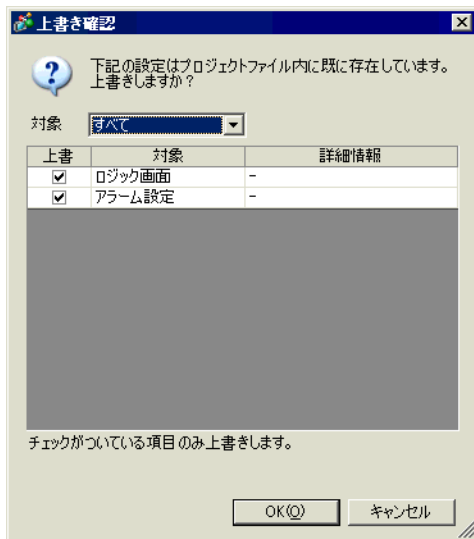 上書き確認
下記の設定はプロジェクトファイル内に既に存在しています。
上書きしますか？
対象 すべて
上書 対象 詳細情報
ロジック画面 -
アラーム設定 -
チェックがついている項目のみ上書きします。
OK(O) キャンセル